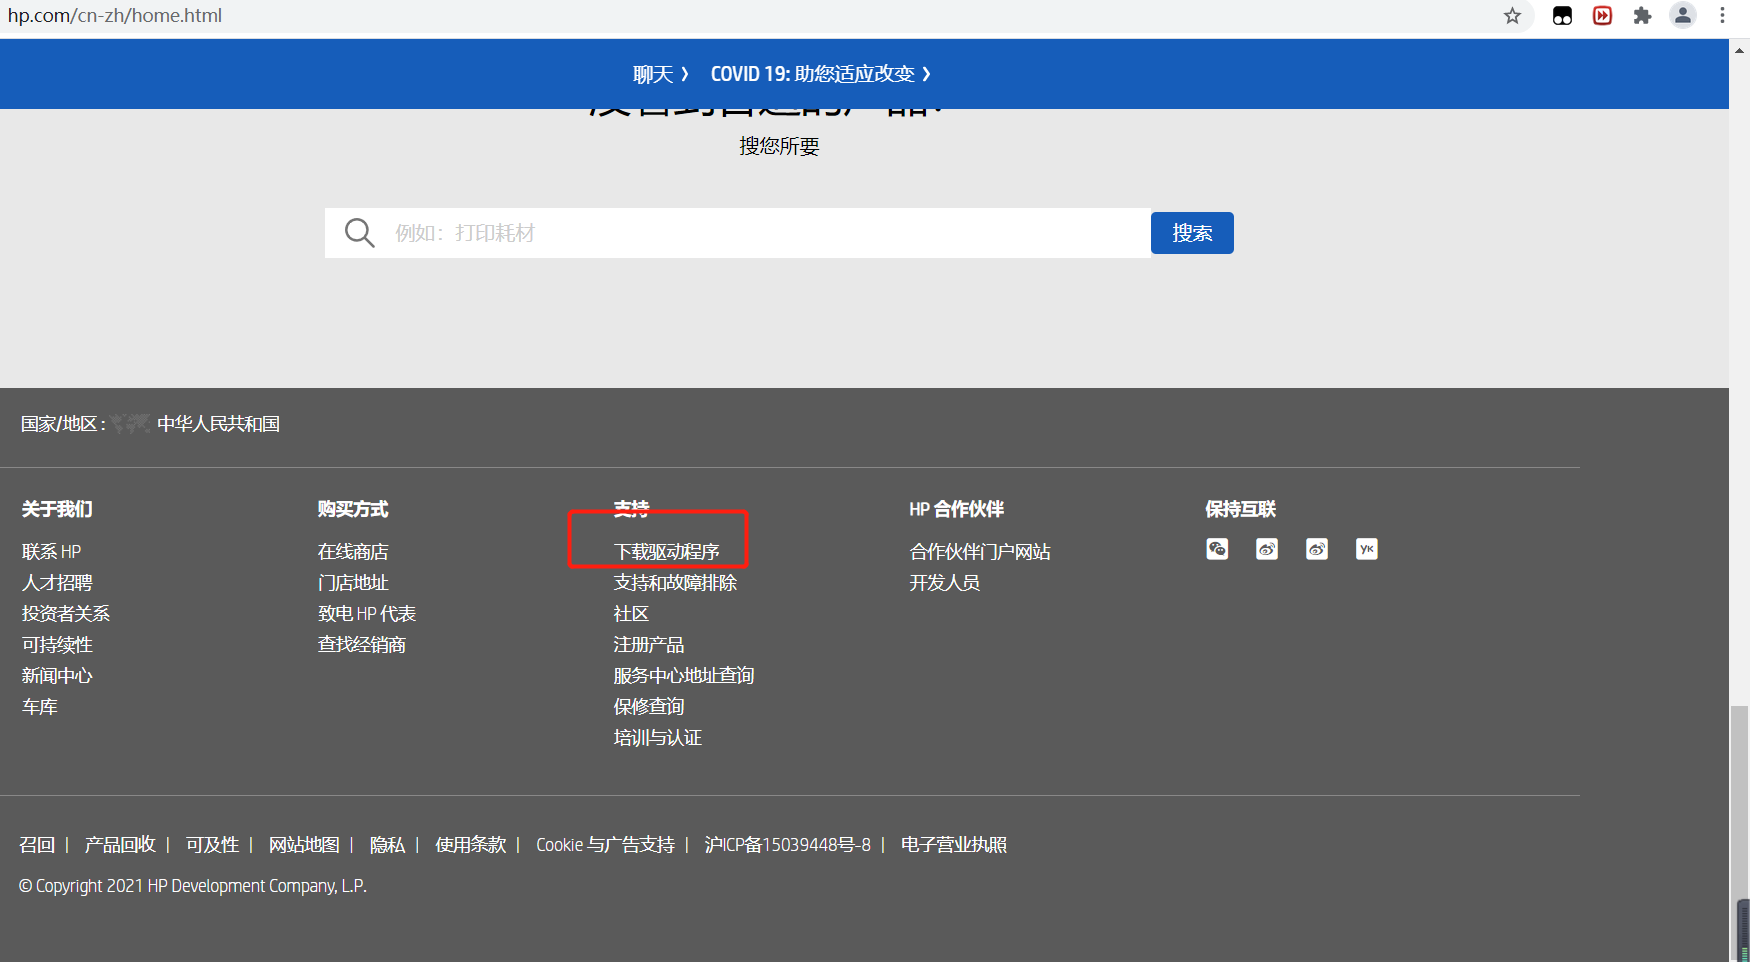 hp.com/cn-zh/home.html
聊天 ❯ COVID 19: 助您适应改变 ❯
搜您所要
例如：打印耗材
搜索
国家/地区 : 中华人民共和国
关于我们
联系 HP
人才招聘
投资者关系
可持续性
新闻中心
车库
购买方式
在线商店
门店地址
致电 HP 代表
查找经销商
支持
下载驱动程序
支持和故障排除
社区
注册产品
服务中心地址查询
保修查询
培训与认证
HP 合作伙伴
合作伙伴门户网站
开发人员
保持互联
YK
召回 | 产品回收 | 可及性 | 网站地图 | 隐私 | 使用条款 | Cookie 与广告支持 | 沪ICP备15039448号-8 | 电子营业执照
© Copyright 2021 HP Development Company, L.P.